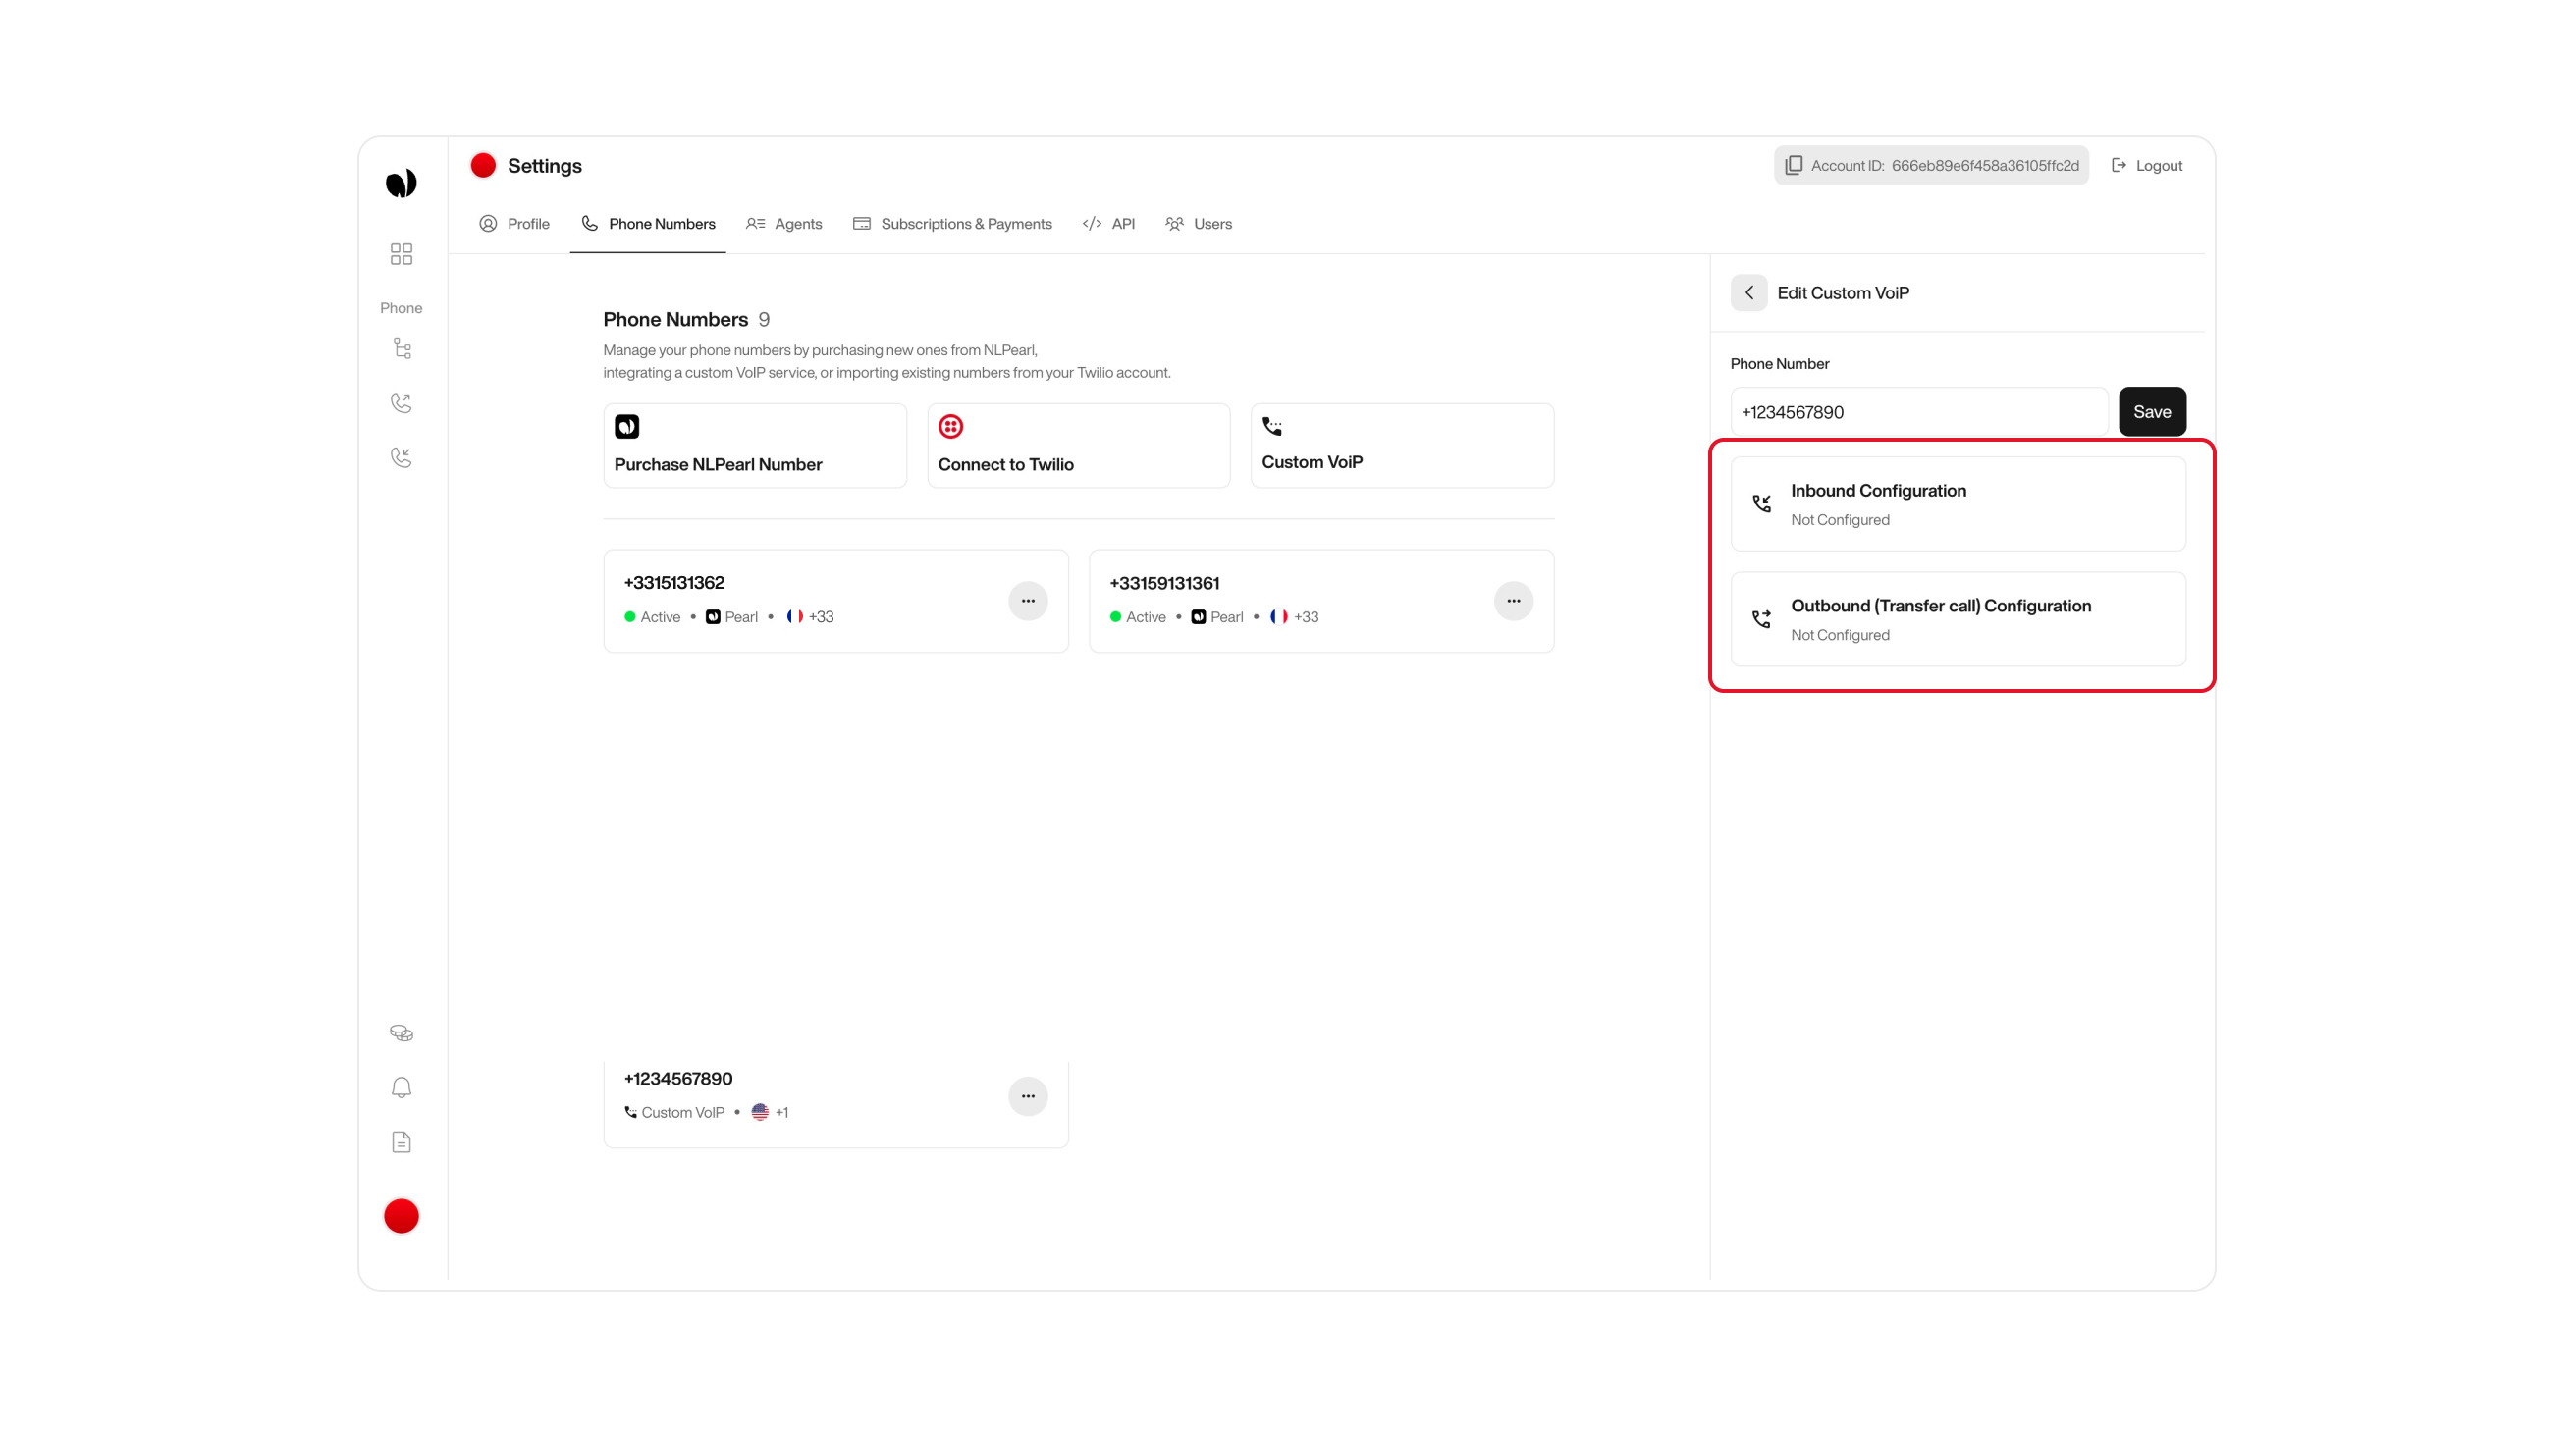 Settings
Account ID: 666eb89e6f458a36105ffc2d
Logout
Profile
Phone Numbers
Agents
Subscriptions & Payments
API
Users
Phone
Phone Numbers 9
Manage your phone numbers by purchasing new ones from NLPearl,
integrating a custom VoIP service, or importing existing numbers from your Twilio account.
Purchase NLPearl Number
Connect to Twilio
Custom VoiP
+3315131362
Active • Pearl • +33
+33159131361
Active • Pearl • +33
+1234567890
Custom VoIP • +1
Edit Custom VoiP
Phone Number
+1234567890
Save
Inbound Configuration
Not Configured
Outbound (Transfer call) Configuration
Not Configured